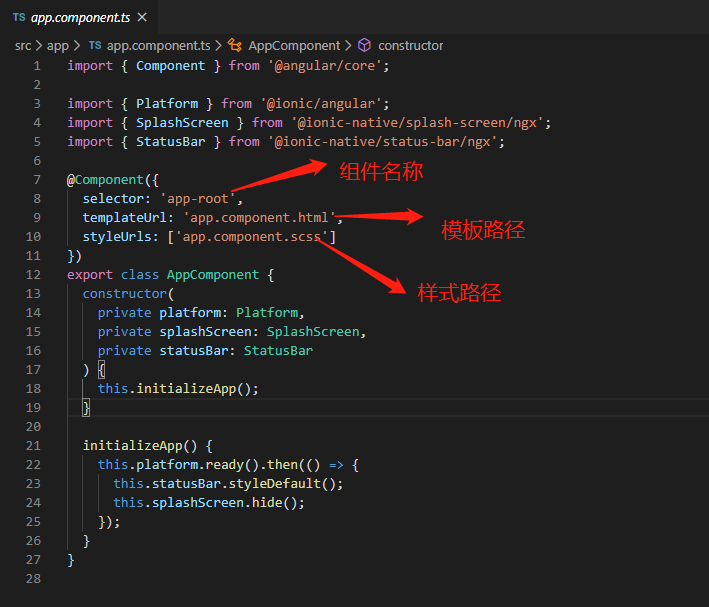 TS app.component.ts ×
src > app > TS app.component.ts > AppComponent > constructor
1 import { Component } from '@angular/core';
2
3 import { Platform } from '@ionic/angular';
4 import { SplashScreen } from '@ionic-native/splash-screen/ngx';
5 import { StatusBar } from '@ionic-native/status-bar/ngx';
6
7 @Component({
组件名称
8   selector: 'app-root',
9   templateUrl: 'app.component.html',
模板路径
10   styleUrls: ['app.component.scss']
11 })
12 export class AppComponent {
13   constructor(
样式路径
14     private platform: Platform,
15     private splashScreen: SplashScreen,
16     private statusBar: StatusBar
17   ) {
18     this.initializeApp();
19   }
20
21   initializeApp() {
22     this.platform.ready().then(() => {
23       this.statusBar.styleDefault();
24       this.splashScreen.hide();
25     });
26   }
27 }
28